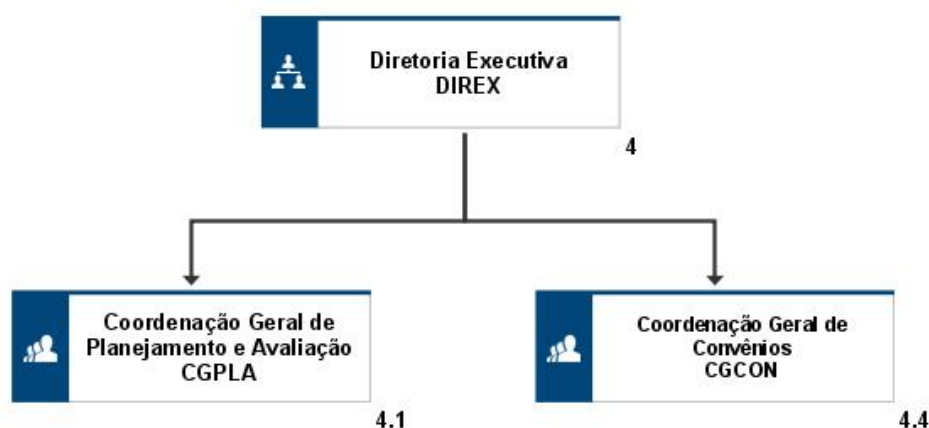 Diretoria Executiva
DIREX
4
Coordenação Geral de
Planejamento e Avaliação
CGPLA
4.1
Coordenação Geral de
Convênios
CGCON
4.4